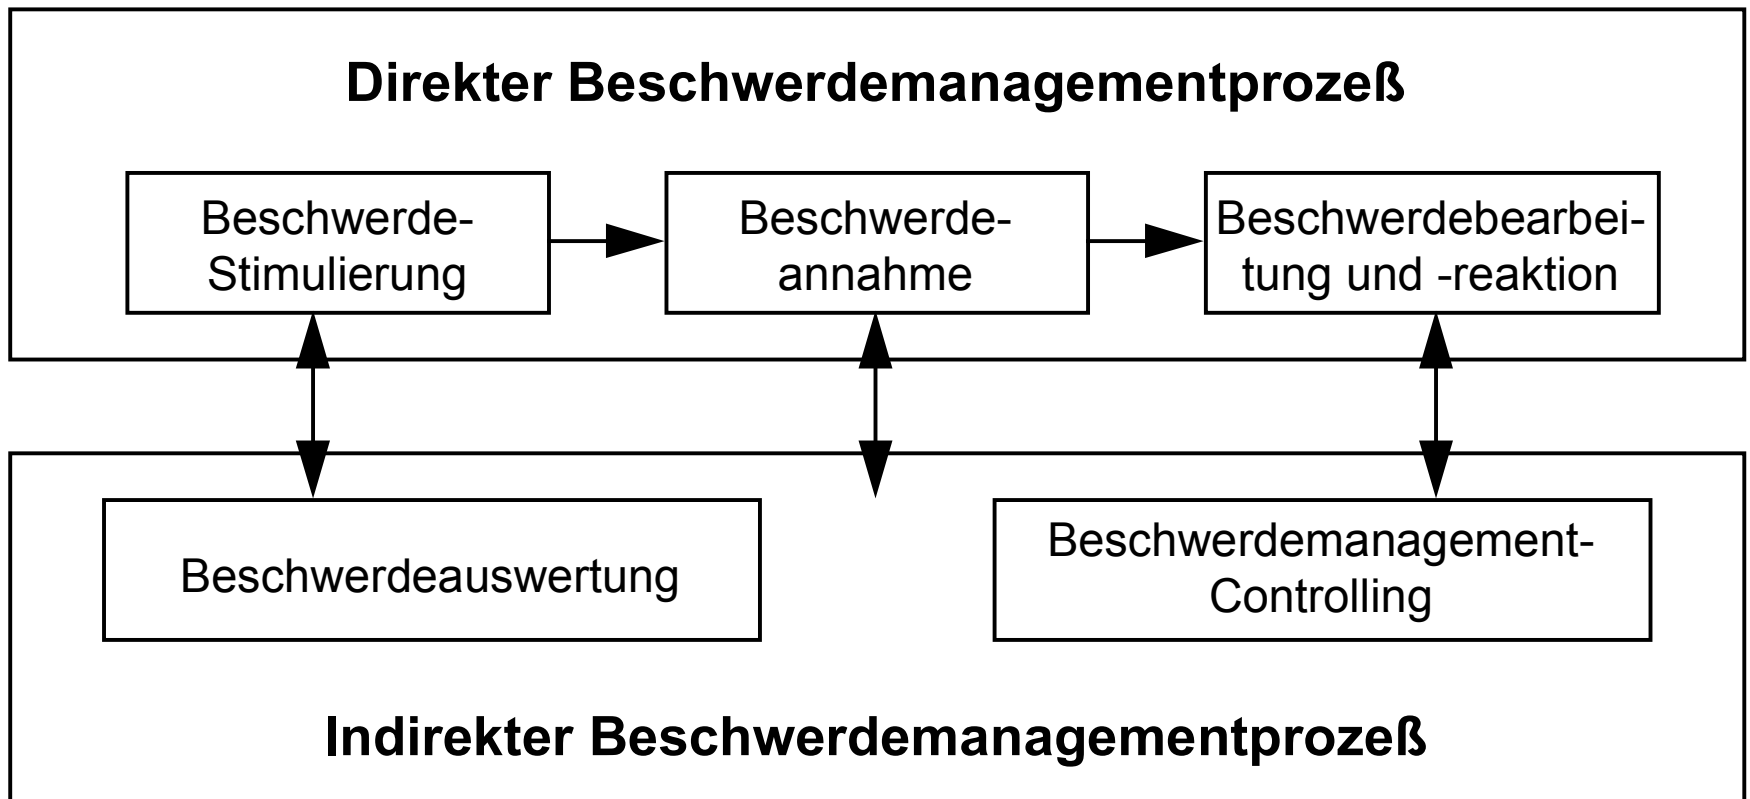 Direkter Beschwerdemanagementprozeß
Beschwerde-
Stimulierung
Beschwerde-
annahme
Beschwerdebearbei-
tung und -reaktion
Beschwerdeauswertung
Beschwerdemanagement-
Controlling
Indirekter Beschwerdemanagementprozeß